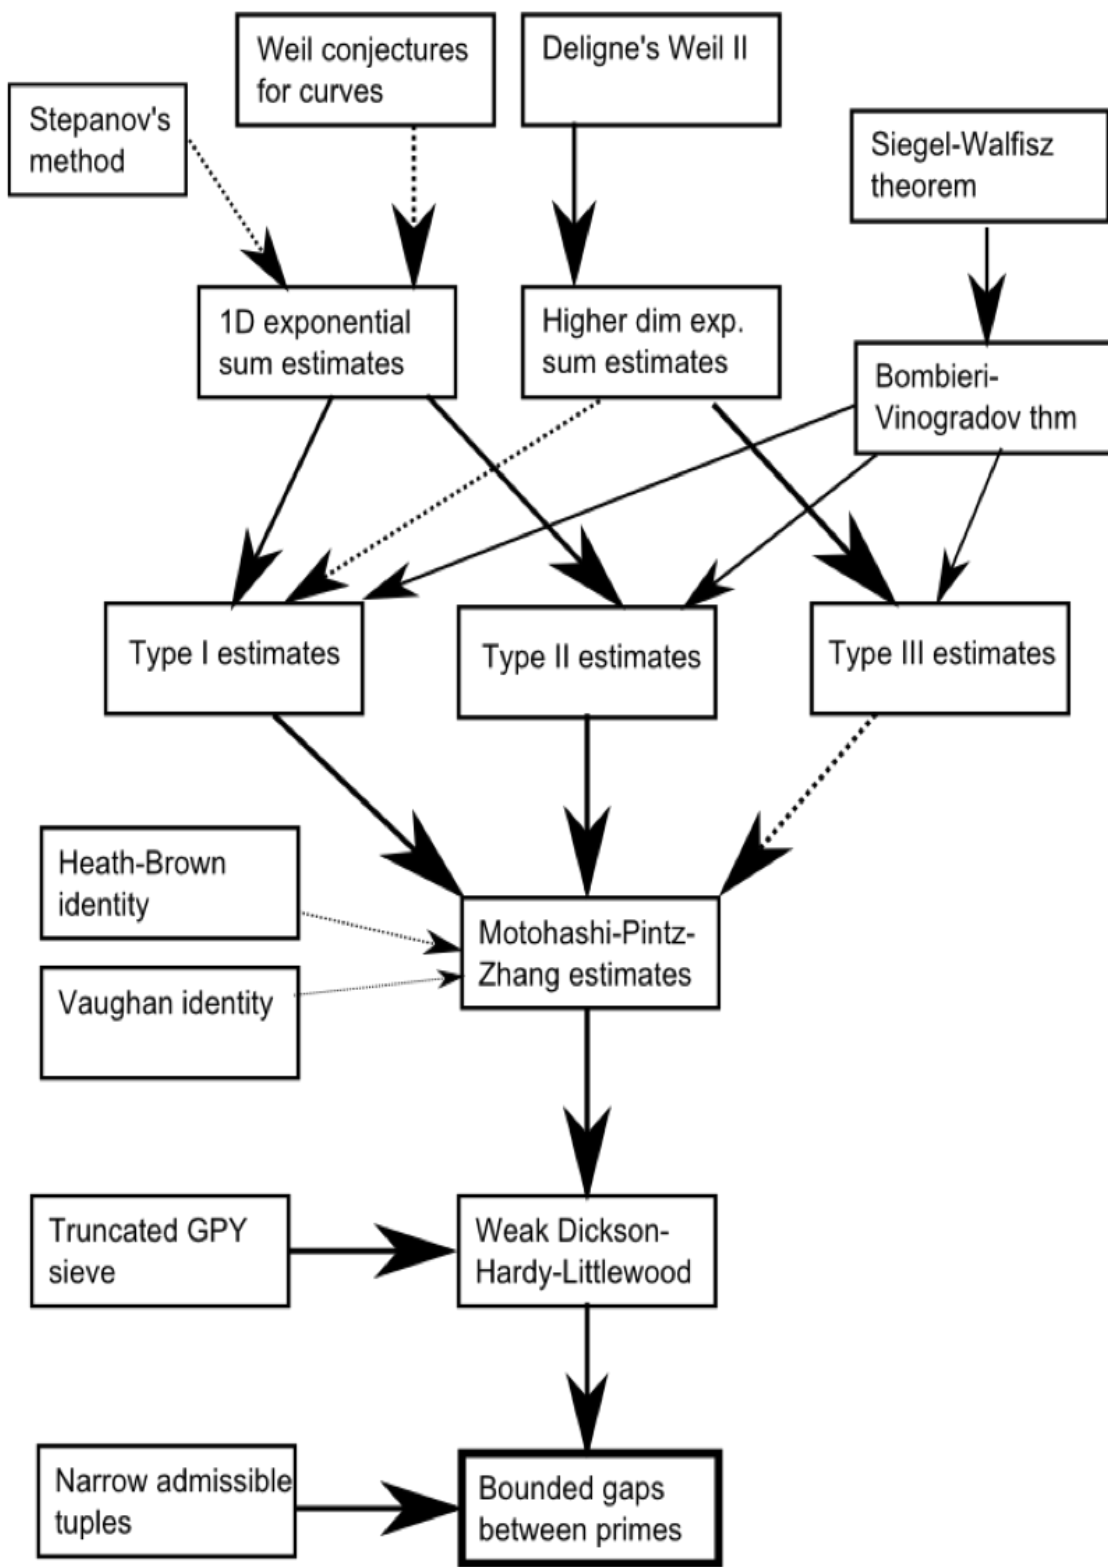 Weil conjectures
for curves
Deligne's Weil II
Stepanov's
method
Siegel-Walfisz
theorem
1D exponential
sum estimates
Higher dim exp.
sum estimates
Bombieri-
Vinogradov thm
Type I estimates
Type II estimates
Type III estimates
Heath-Brown
identity
Motohashi-Pintz-
Zhang estimates
Vaughan identity
Truncated GPY
sieve
Weak Dickson-
Hardy-Littlewood
Narrow admissible
tuples
Bounded gaps
between primes